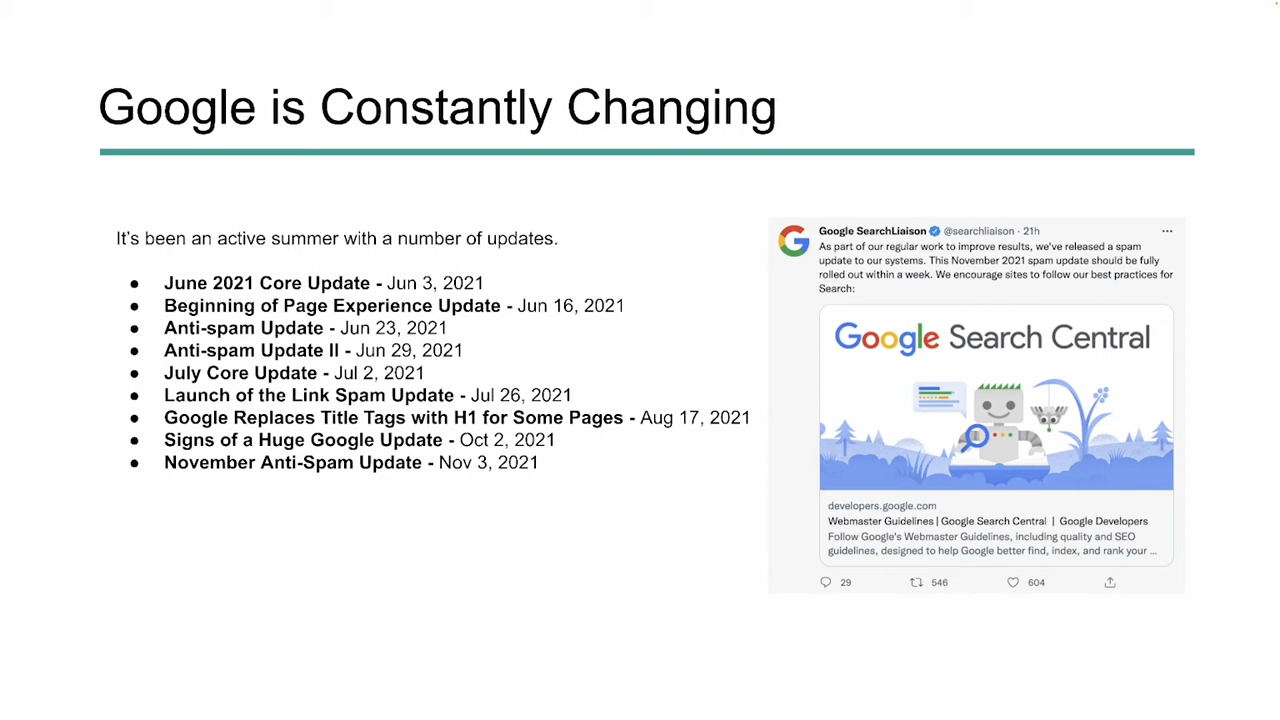 Google is Constantly Changing
It's been an active summer with a number of updates.
● June 2021 Core Update - Jun 3, 2021
● Beginning of Page Experience Update - Jun 16, 2021
● Anti-spam Update - Jun 23, 2021
● Anti-spam Update II - Jun 29, 2021
● July Core Update - Jul 2, 2021
● Launch of the Link Spam Update - Jul 26, 2021
● Google Replaces Title Tags with H1 for Some Pages - Aug 17, 2021
● Signs of a Huge Google Update - Oct 2, 2021
● November Anti-Spam Update - Nov 3, 2021
Google SearchLiaison @searchliaison · 21h
As part of our regular work to improve results, we've released a spam
update to our systems. This November 2021 spam update should be fully
rolled out within a week. We encourage sites to follow our best practices for
Search:
Google Search Central
developers.google.com
Webmaster Guidelines | Google Search Central | Google Developers
Follow Google's Webmaster Guidelines, including quality and SEO
guidelines, designed to help Google better find, index, and rank your ...
29 546 604